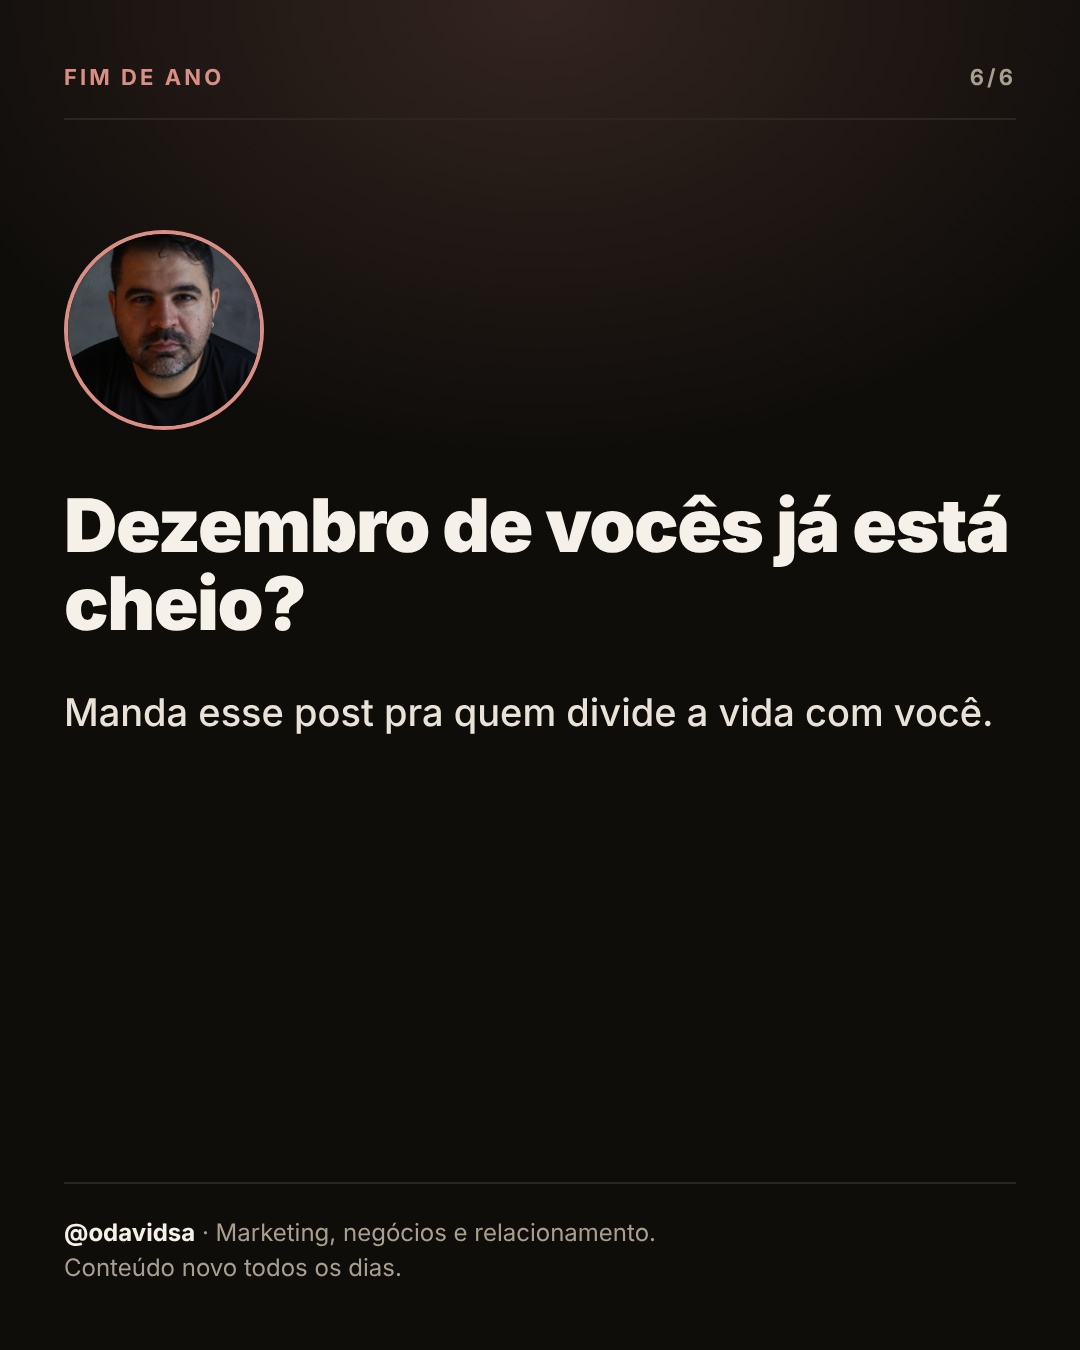 FIM DE ANO
6/6
Dezembro de vocês já está
cheio?
Manda esse post pra quem divide a vida com você.
@odavidsa · Marketing, negócios e relacionamento.
Conteúdo novo todos os dias.